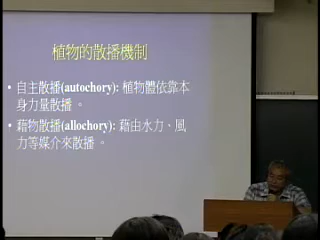 植物的散播機制
• 自主散播(autochory): 植物體依靠本
身力量散播 。
• 藉物散播(allochory): 藉由水力、風
力等媒介來散播 。